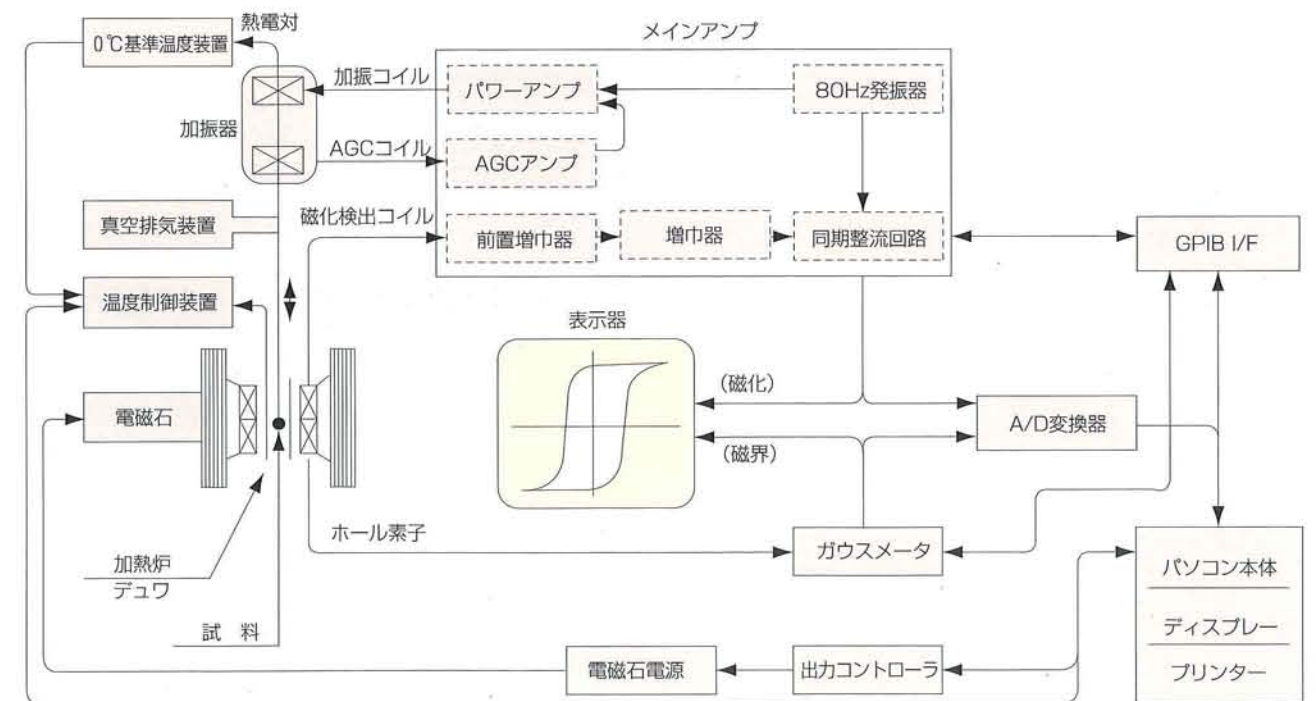 熱電対
メインアンプ
0℃基準温度装置
加振コイル
パワーアンプ
80Hz発振器
加振器
AGCコイル
AGCアンプ
真空排気装置
磁化検出コイル
前置増巾器
増巾器
同期整流回路
GPIB I/F
温度制御装置
表示器
電磁石
(磁化)
A/D変換器
(磁界)
ホール素子
ガウスメータ
加熱炉
デュワ
試 料
パソコン本体
ディスプレー
プリンター
電磁石電源
出力コントローラ